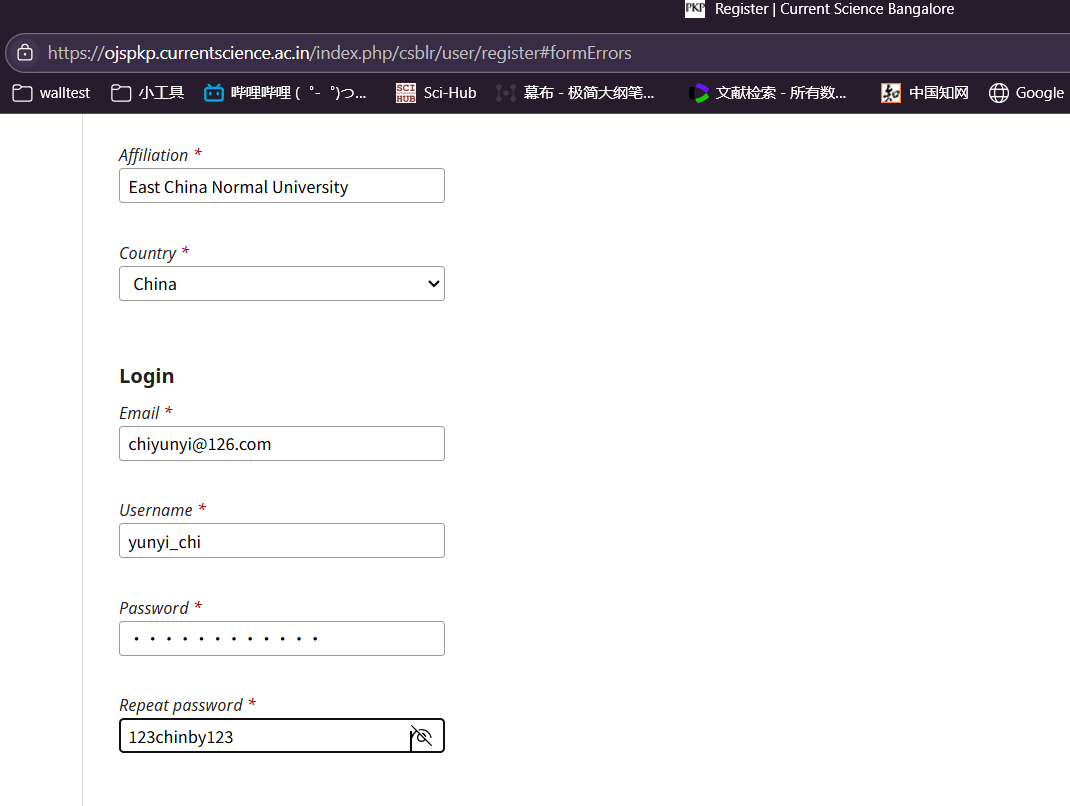 PKP Register | Current Science Bangalore
https://ojspkp.currentscience.ac.in/index.php/csblr/user/register#formErrors
walltest 小工具 哔哩哔哩 (゜-゜)つ... SCI HUB Sci-Hub 幕布 - 极简大纲笔... 文献检索 - 所有数... 知 中国知网 Google
Affiliation *
East China Normal University
Country *
China
Login
Email *
chiyunyi@126.com
Username *
yunyi_chi
Password *
••••••••••••
Repeat password *
123chinby123